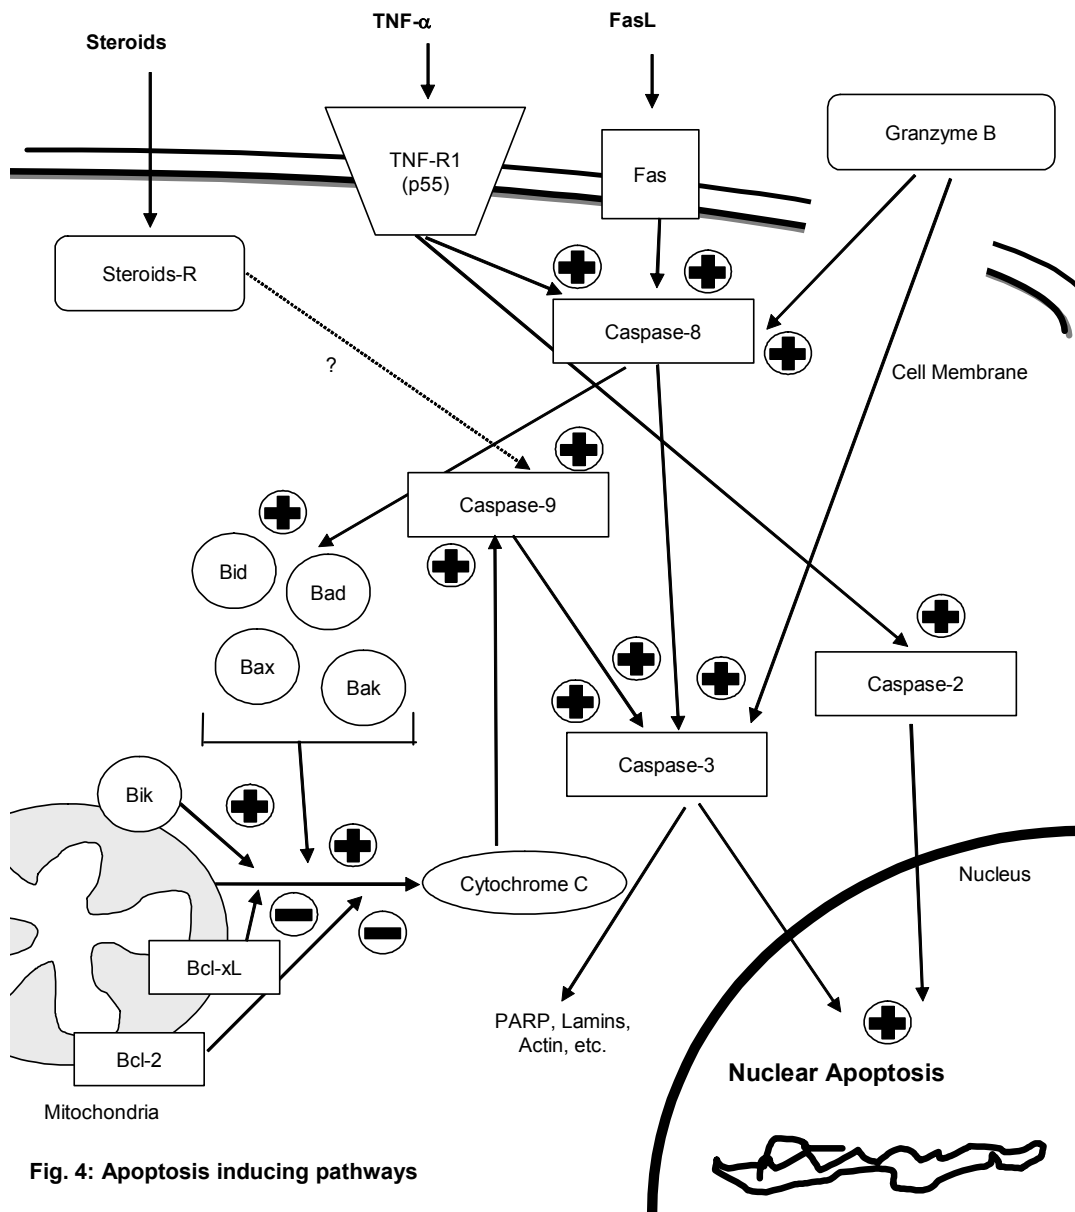 TNF-α
FasL
Steroids
Granzyme B
TNF-R1
(p55)
Fas
Steroids-R
Caspase-8
?
Cell Membrane
Caspase-9
Bid
Bad
Bax
Bak
Caspase-2
Caspase-3
Bik
Cytochrome C
Nucleus
Bcl-xL
PARP, Lamins,
Actin, etc.
Bcl-2
Nuclear Apoptosis
Mitochondria
Fig. 4: Apoptosis inducing pathways